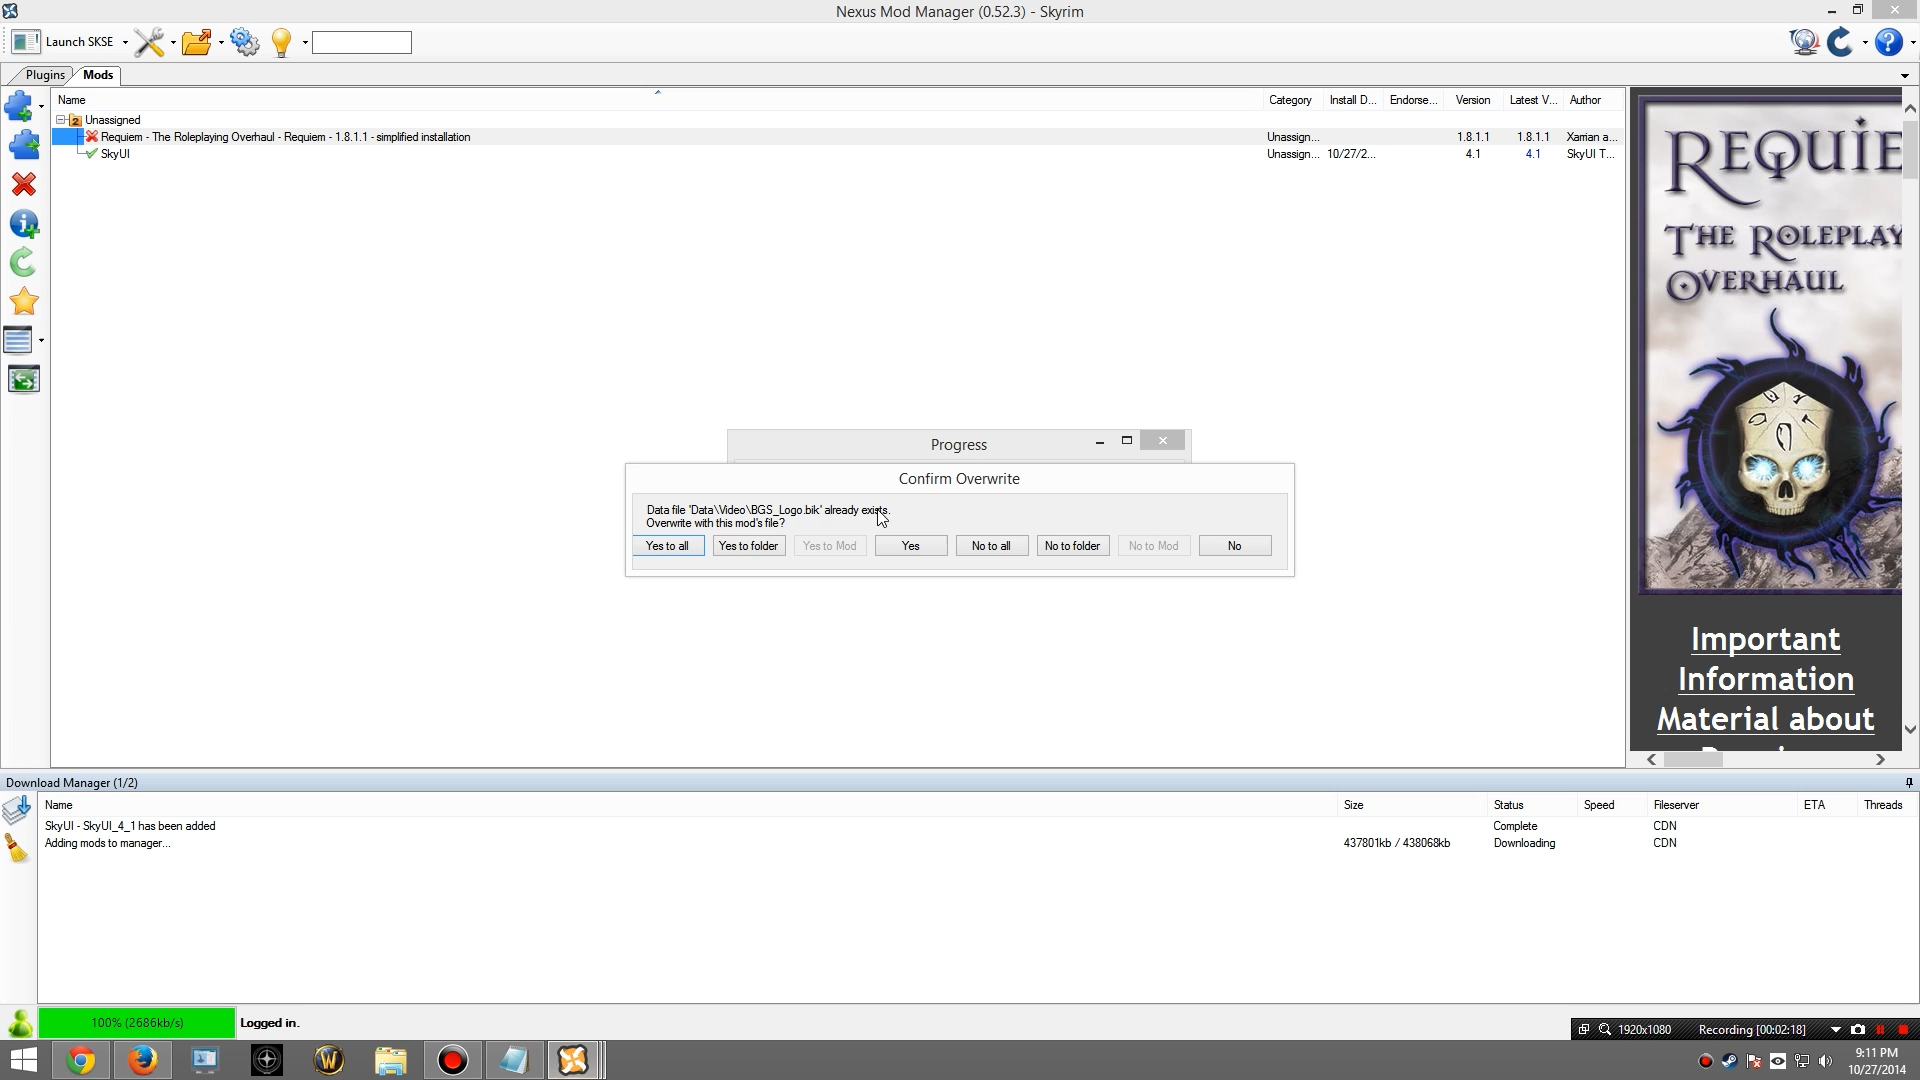 Nexus Mod Manager (0.52.3) - Skyrim
Launch SKSE
Plugins Mods
Name Category Install D... Endorse... Version Latest V... Author
2 Unassigned
Requiem - The Roleplaying Overhaul - Requiem - 1.8.1.1 - simplified installation Unassign... 1.8.1.1 1.8.1.1 Xarrian a...
SkyUI Unassign... 10/27/2... 4.1 4.1 SkyUI T...
REQUIE
THE ROLEPLAY
OVERHAUL
Important
Information
Material about
Progress
Confirm Overwrite
Data file 'Data\Video\BGS_Logo.bik' already exists.
Overwrite with this mod's file?
Yes to all Yes to folder Yes to Mod Yes No to all No to folder No to Mod No
Download Manager (1/2)
Name Size Status Speed Fileserver ETA Threads
SkyUI - SkyUI_4_1 has been added Complete CDN
Adding mods to manager... 437801kb / 438068kb Downloading CDN
100% (2686kb/s) Logged in.
1920x1080 Recording [00:02:18]
9:11 PM
10/27/2014